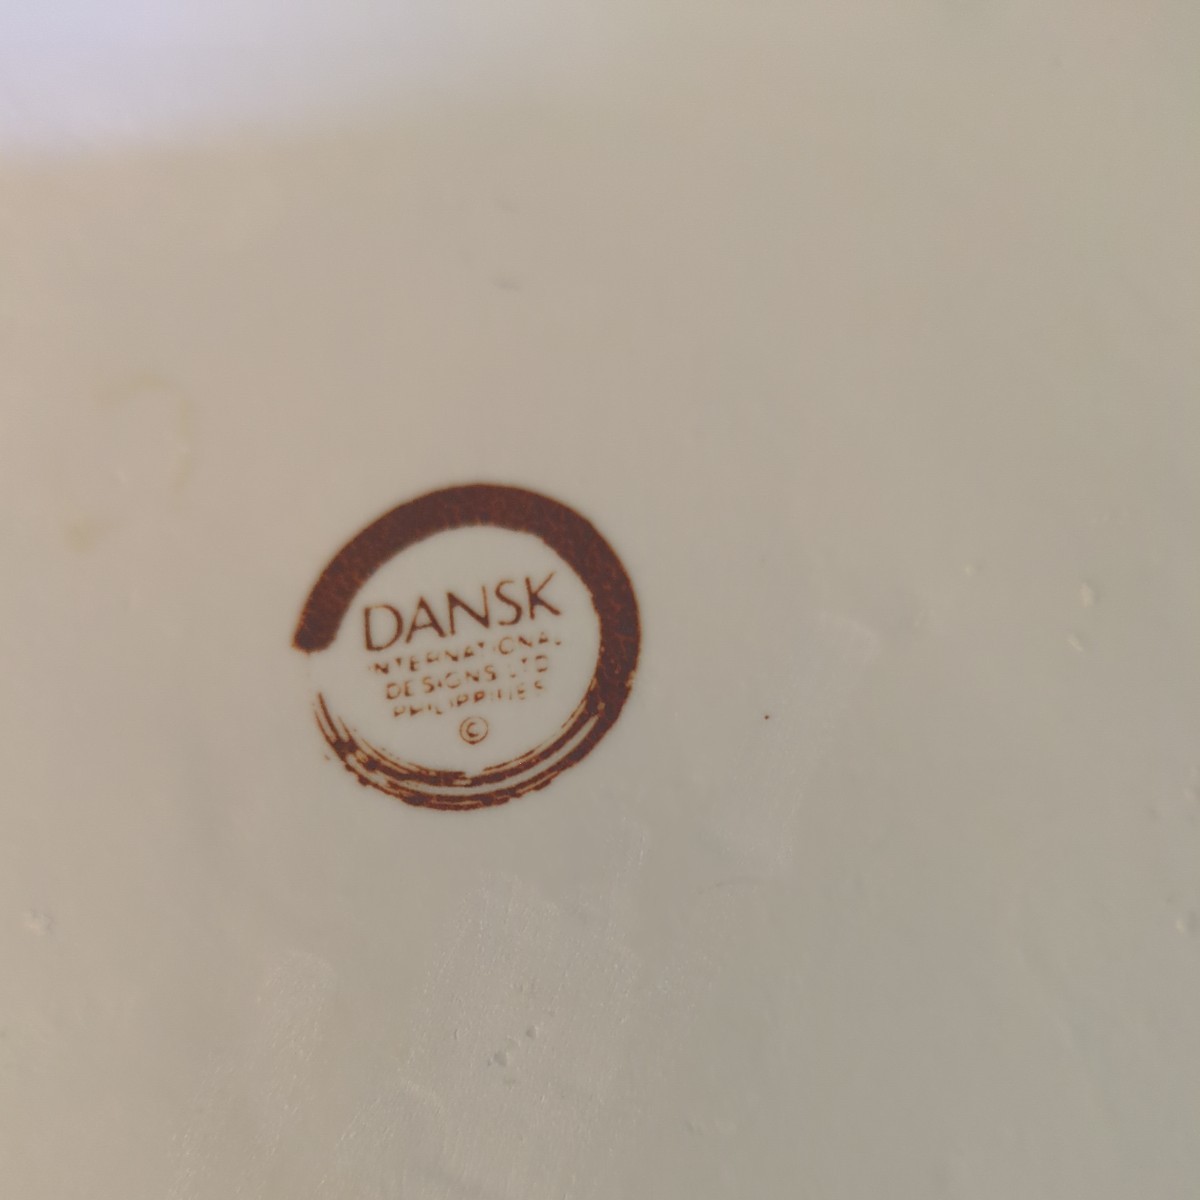 DANSK
INTERNATIONAL
DESIGNS LTD
PHILIPPINES
©